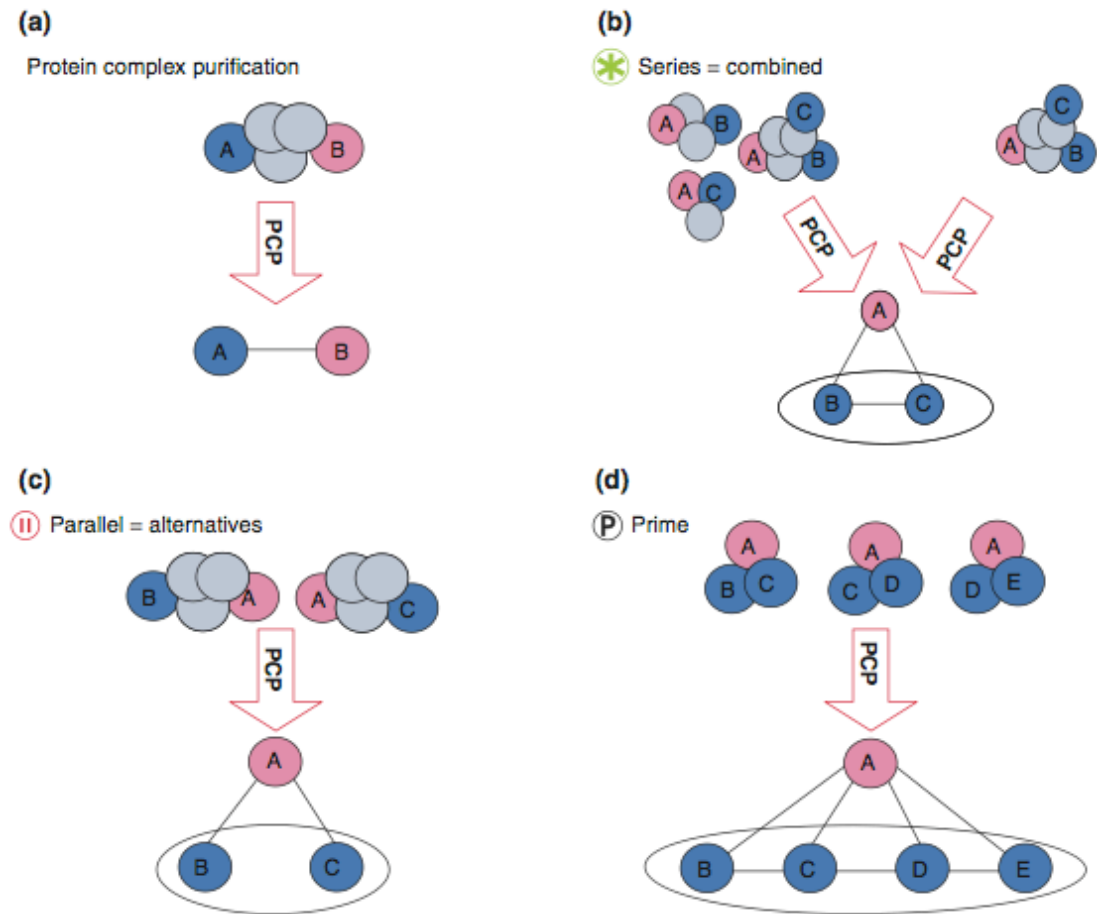 (a)
Protein complex purification
A
B
PCP
A
B
(b)
Series = combined
A
B
C
A
B
A
C
C
A
B
PCP
PCP
A
B
C
(c)
Parallel = alternatives
B
A
A
C
PCP
A
B
C
(d)
P Prime
A
B
C
A
C
D
A
D
E
PCP
A
B
C
D
E